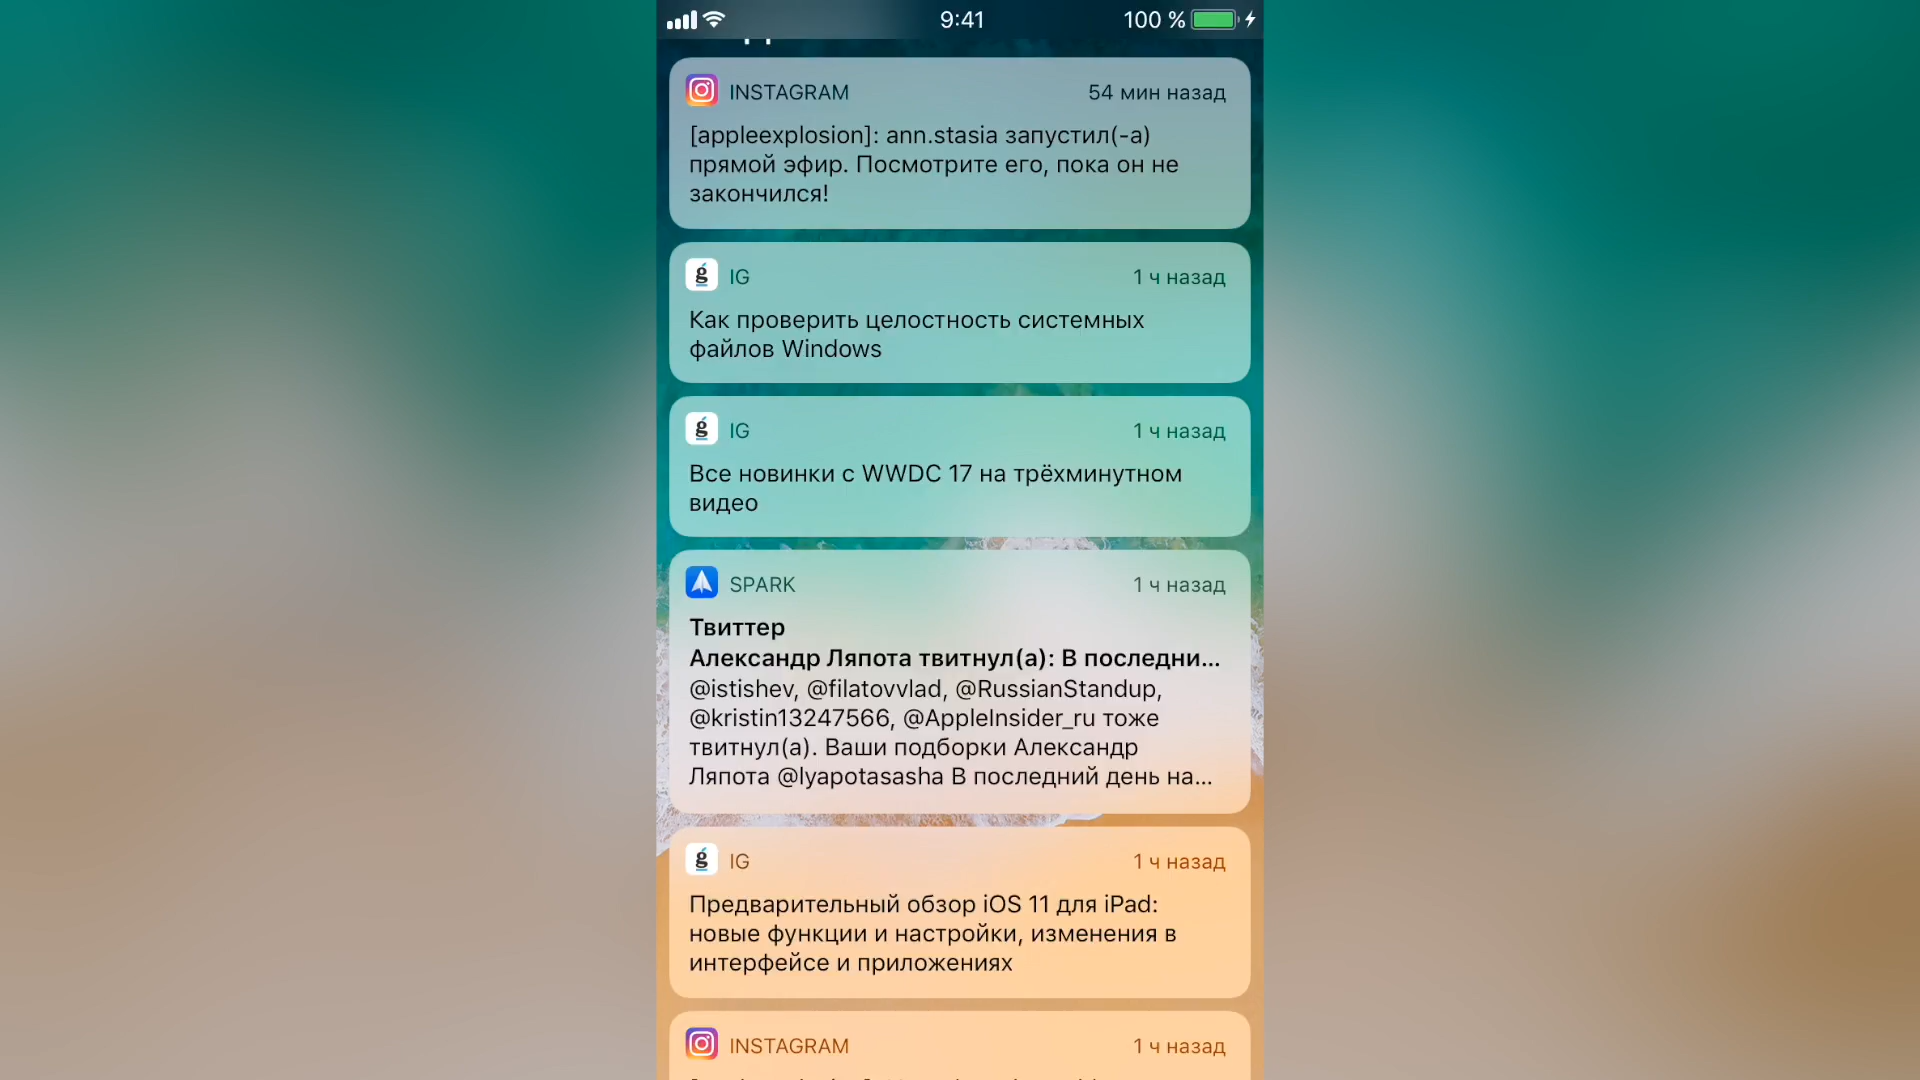 9:41
100 %
INSTAGRAM
54 мин назад
[appleexplosion]: ann.stasia запустил(-а)
прямой эфир. Посмотрите его, пока он не
закончился!
ǵ
IG
1 ч назад
Как проверить целостность системных
файлов Windows
ǵ
IG
1 ч назад
Все новинки с WWDC 17 на трёхминутном
видео
SPARK
1 ч назад
Твиттер
Александр Ляпота твитнул(а): В последни...
@istishev, @filatovvlad, @RussianStandup,
@kristin13247566, @AppleInsider_ru тоже
твитнул(а). Ваши подборки Александр
Ляпота @lyapotasasha В последний день на...
ǵ
IG
1 ч назад
Предварительный обзор iOS 11 для iPad:
новые функции и настройки, изменения в
интерфейсе и приложениях
INSTAGRAM
1 ч назад